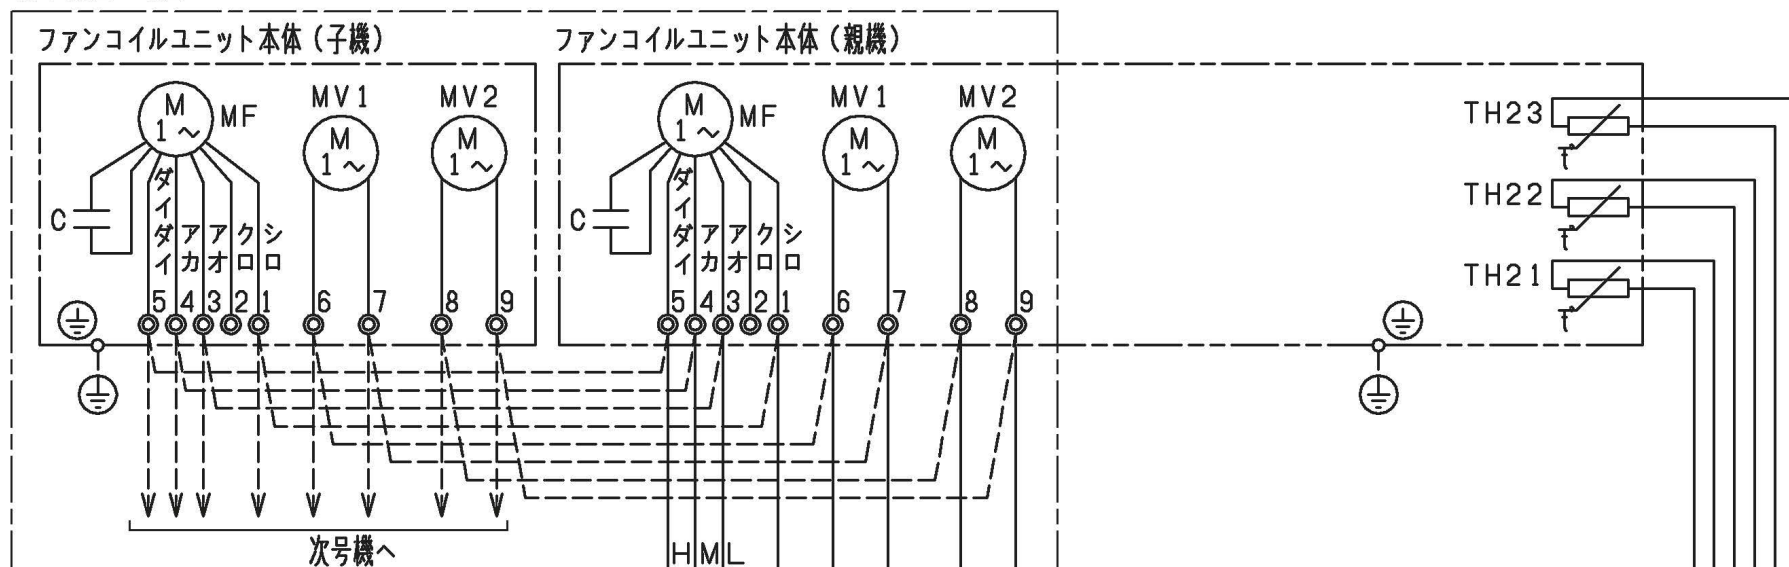 ファンコイルユニット本体（子機）
ファンコイルユニット本体（親機）
M
1～
MF
MV1
M
1～
MV2
M
1～
C
ダイダイ
アカ
アオ
クロ
シロ
5 4 3 2 1 6 7 8 9
M
1～
MF
MV1
M
1～
MV2
M
1～
C
ダイダイ
アカ
アオ
クロ
シロ
5 4 3 2 1 6 7 8 9
TH23
t°
TH22
t°
TH21
t°
次号機へ
H M L